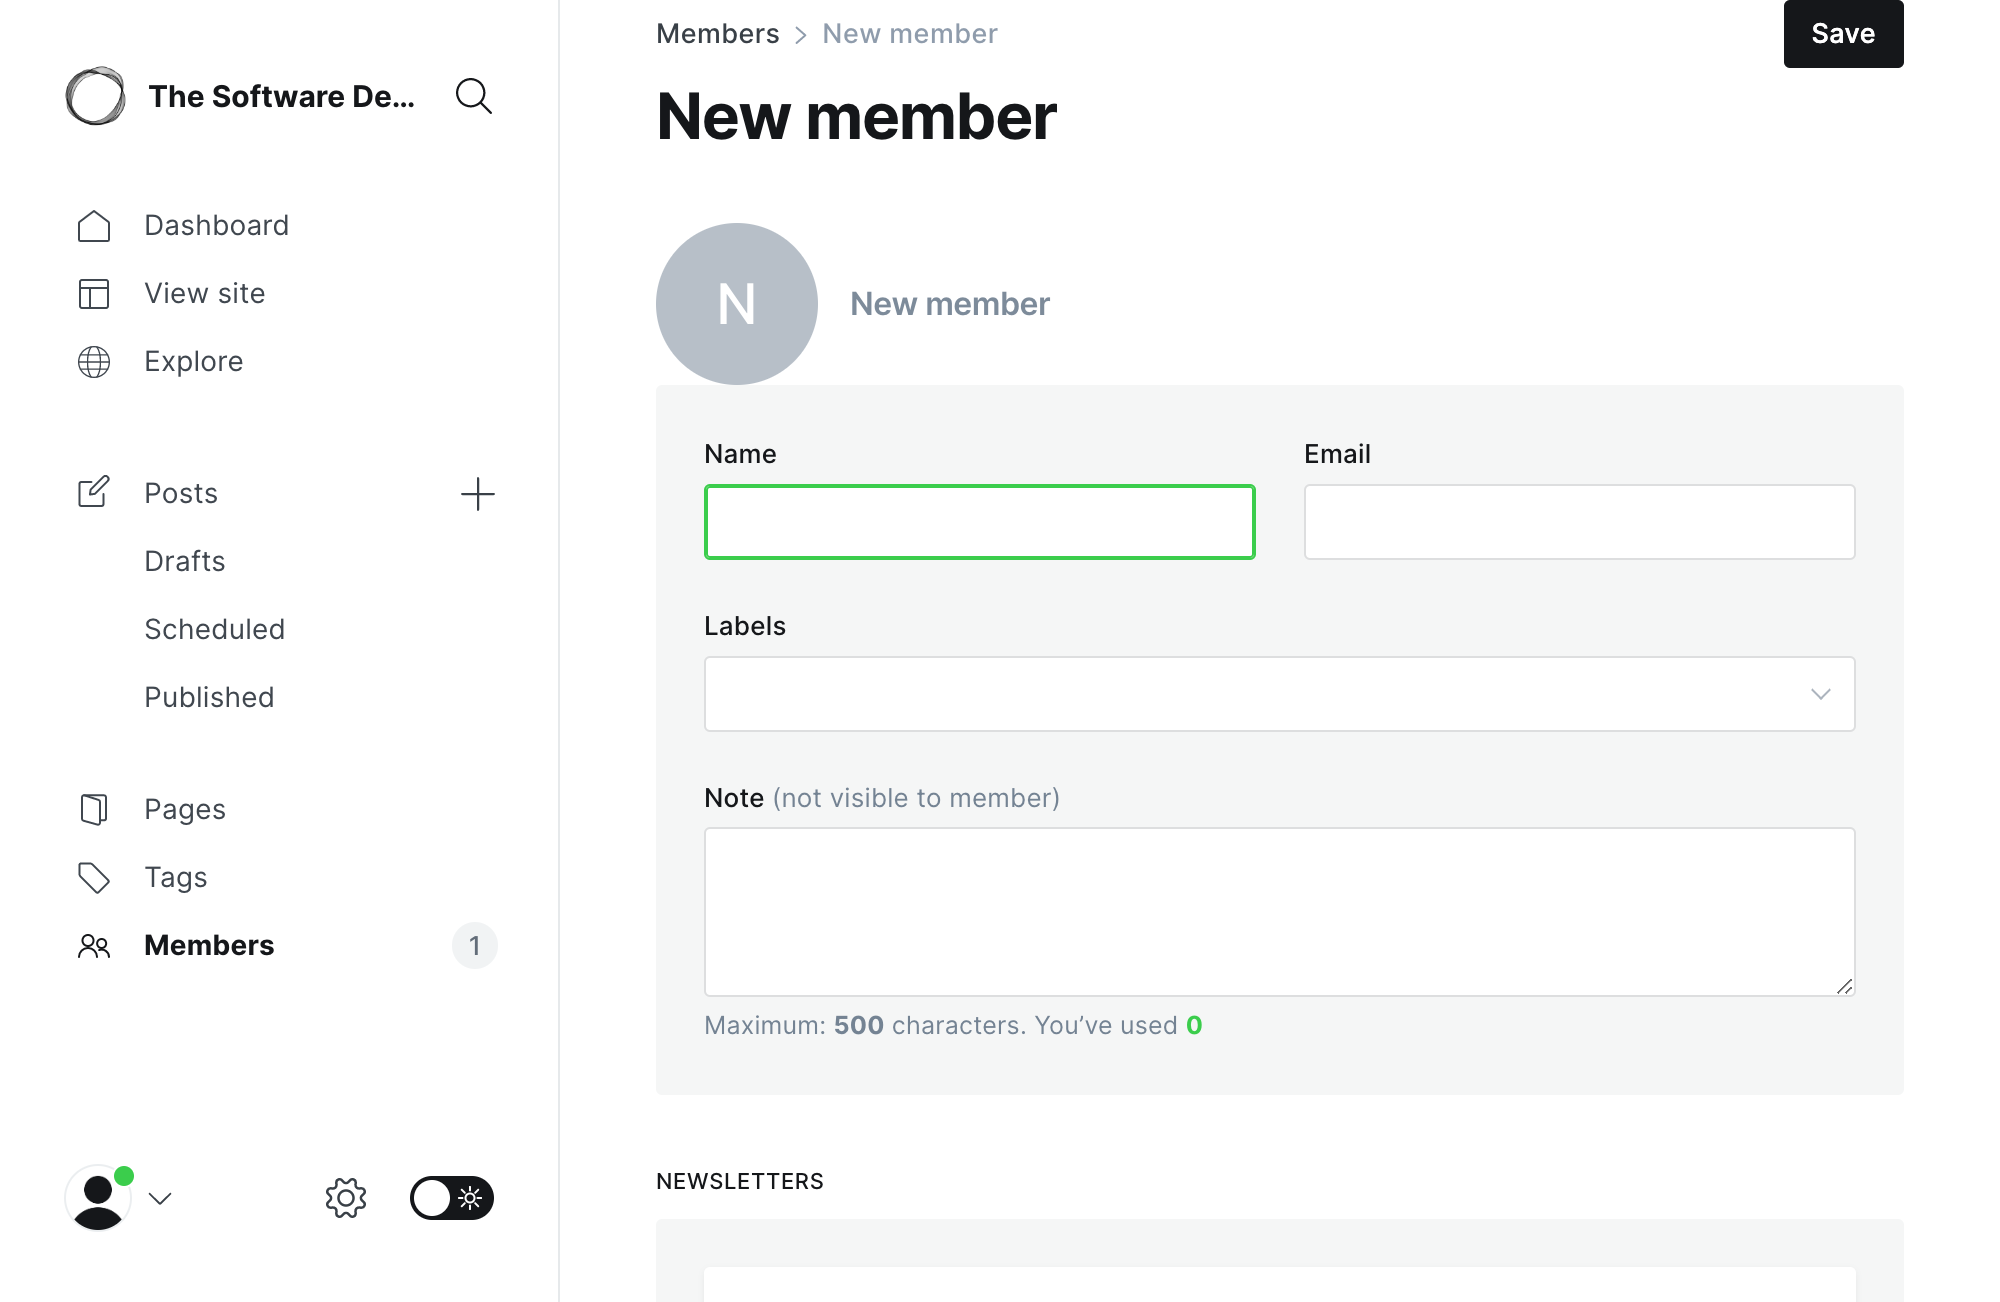 The Software De...
Dashboard
View site
Explore
Posts
Drafts
Scheduled
Published
Pages
Tags
Members 1
Members > New member
Save
New member
N
New member
Name
Email
Labels
Note (not visible to member)
Maximum: 500 characters. You’ve used 0
NEWSLETTERS